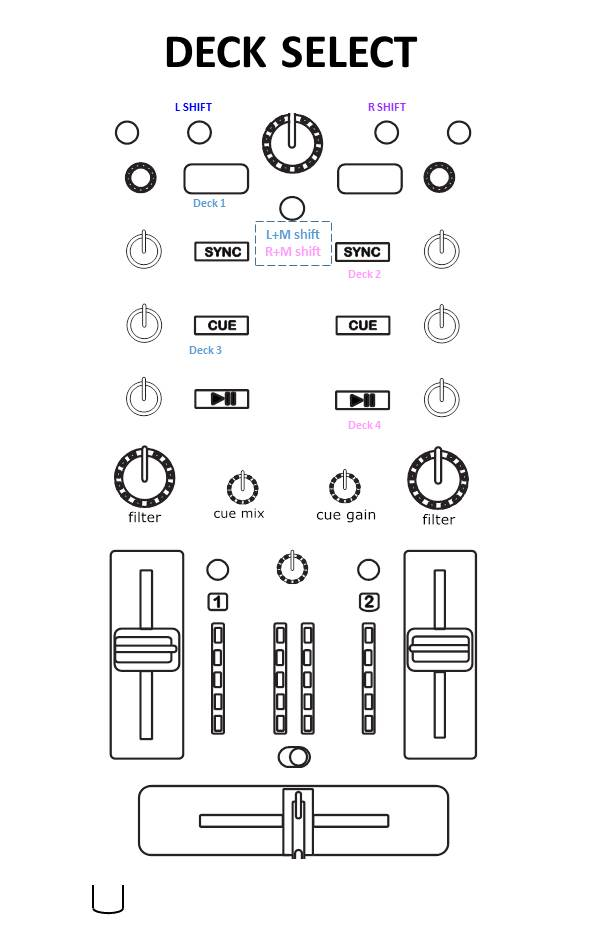 DECK SELECT
L SHIFT
R SHIFT
Deck 1
L+M shift
R+M shift
SYNC
SYNC
Deck 2
CUE
CUE
Deck 3
Deck 4
filter
cue mix
cue gain
filter
1
2